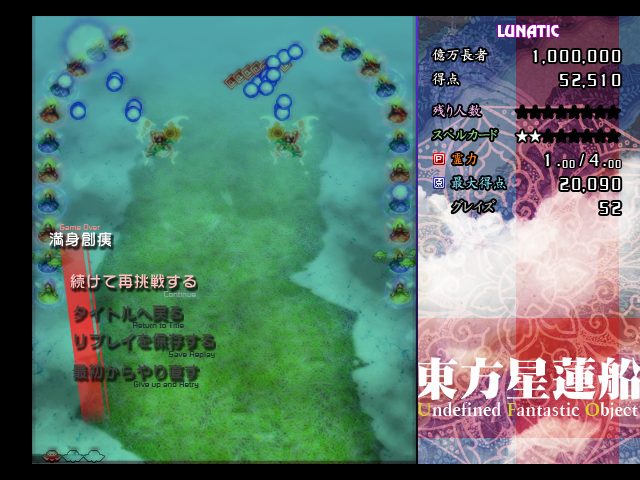 LUNATIC
億万長者 1,000,000
得点 52,510
残り人数
スペルカード
P 霊力 1.00/4.00
最大得点 20,090
グレイズ 52
Game Over
満身創痍
続けて再挑戦する
Continue
タイトルへ戻る
Return to Title
リプレイを保存する
Save Replay
最初からやり直す
Give up and Retry
東方星蓮船
Undefined Fantastic Object